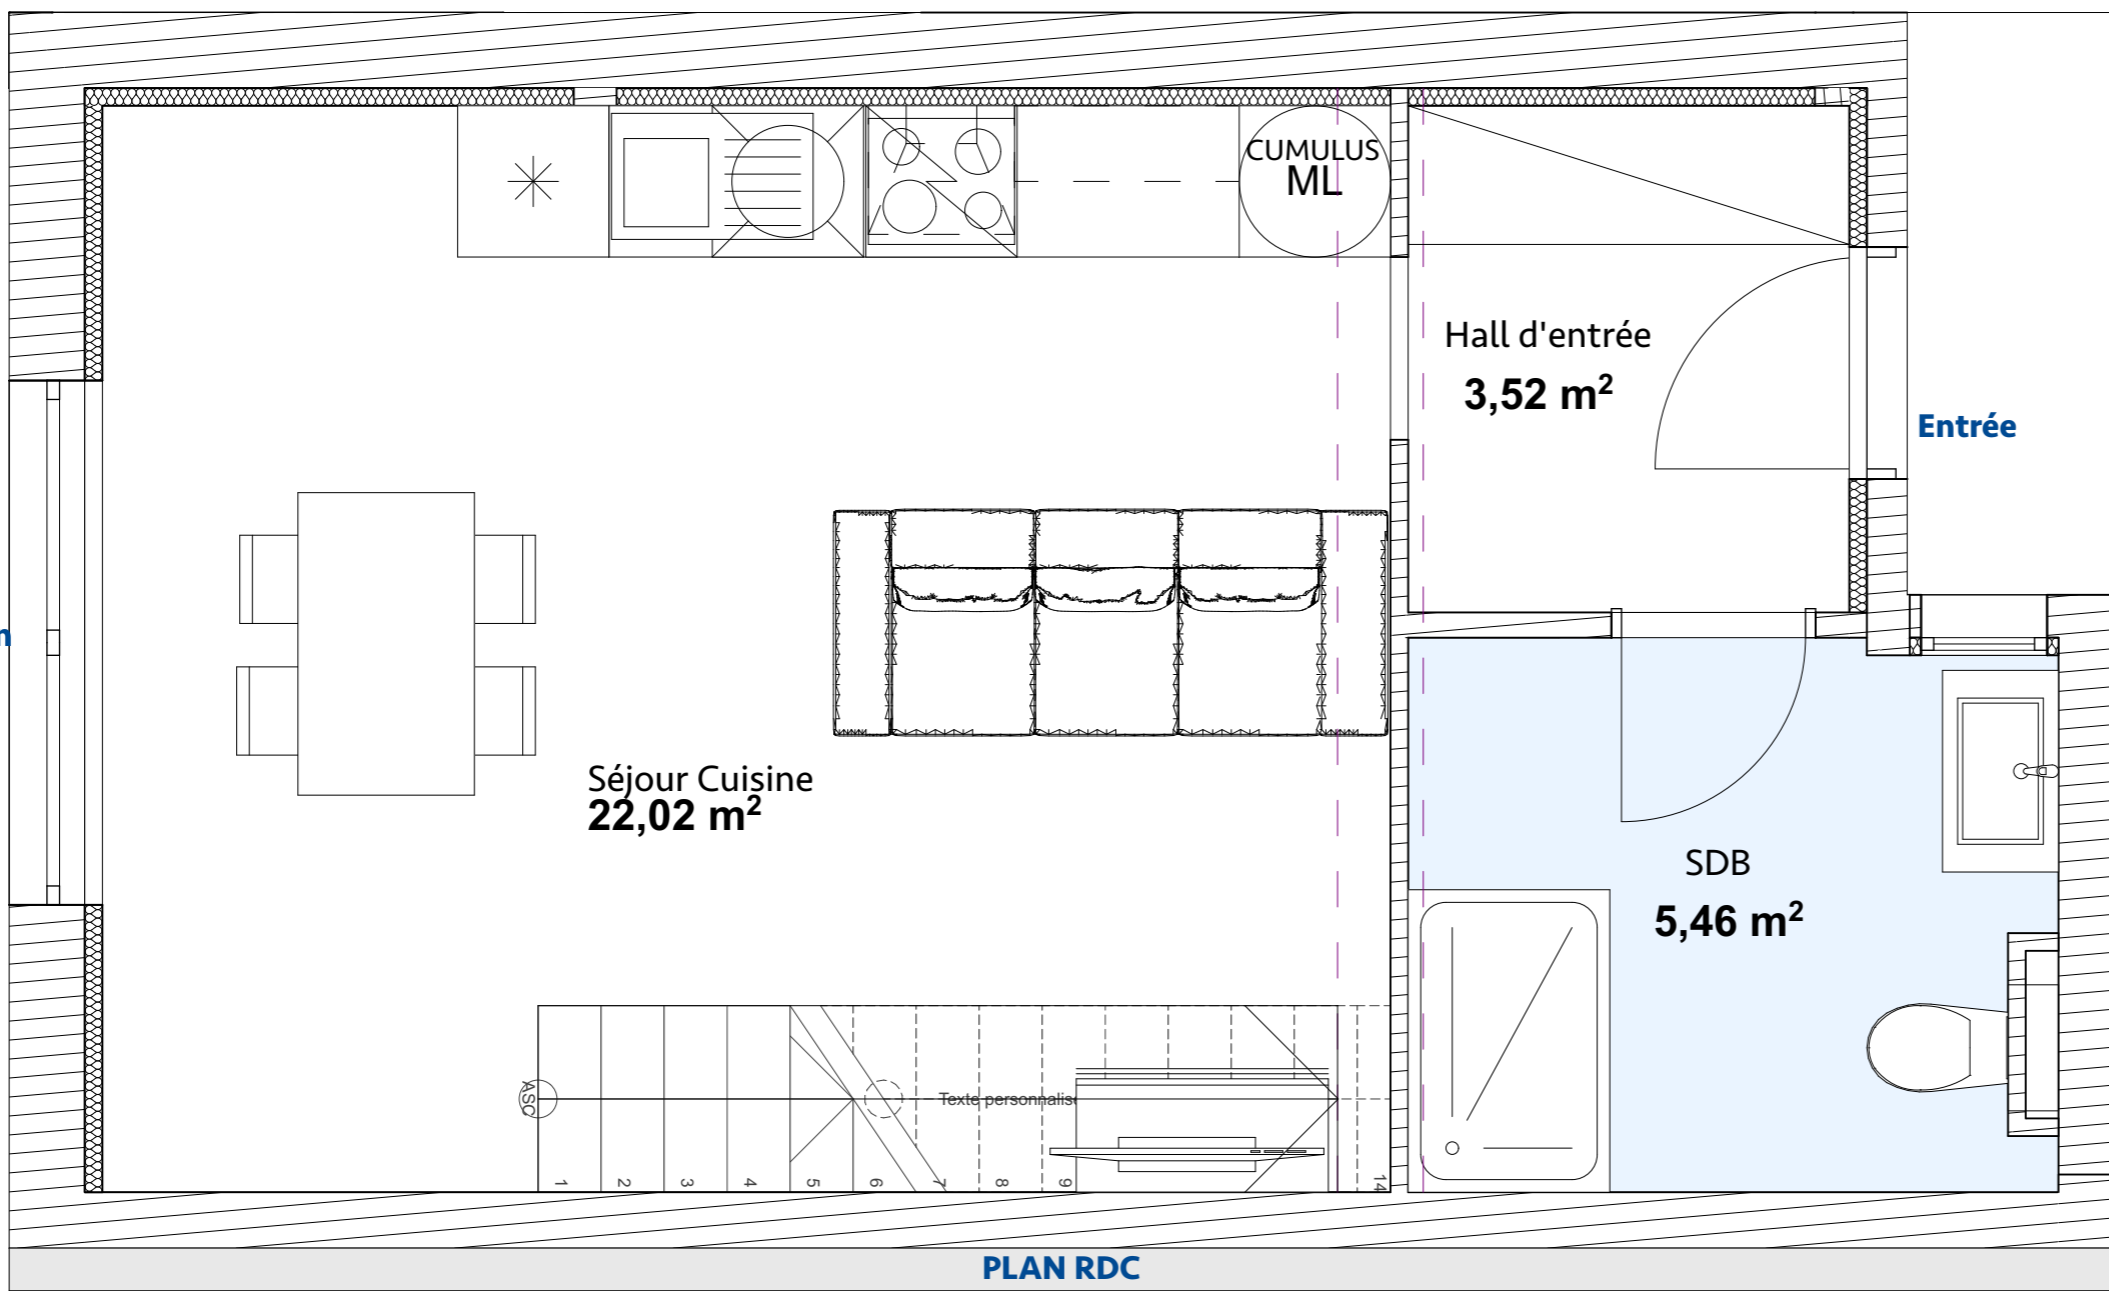 CUMULUS
ML
Hall d'entrée
3,52 m²
Entrée
n
Séjour Cuisine
22,02 m²
SDB
5,46 m²
ASC
Texte personnalisé
1 2 3 4 5 6 7 8 9 14
PLAN RDC